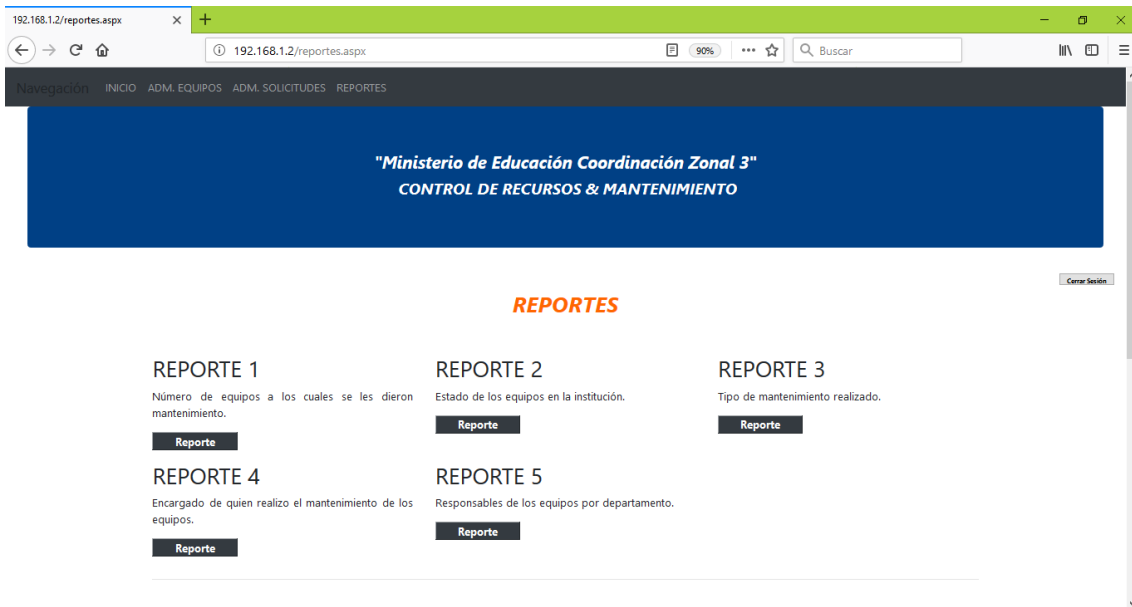 192.168.1.2/reportes.aspx
192.168.1.2/reportes.aspx
90%
Buscar
Navegación INICIO ADM. EQUIPOS ADM. SOLICITUDES REPORTES
"Ministerio de Educación Coordinación Zonal 3"
CONTROL DE RECURSOS & MANTENIMIENTO
Cerrar Sesión
REPORTES
REPORTE 1
Número de equipos a los cuales se les dieron
mantenimiento.
Reporte
REPORTE 2
Estado de los equipos en la institución.
Reporte
REPORTE 3
Tipo de mantenimiento realizado.
Reporte
REPORTE 4
Encargado de quien realizo el mantenimiento de los
equipos.
Reporte
REPORTE 5
Responsables de los equipos por departamento.
Reporte